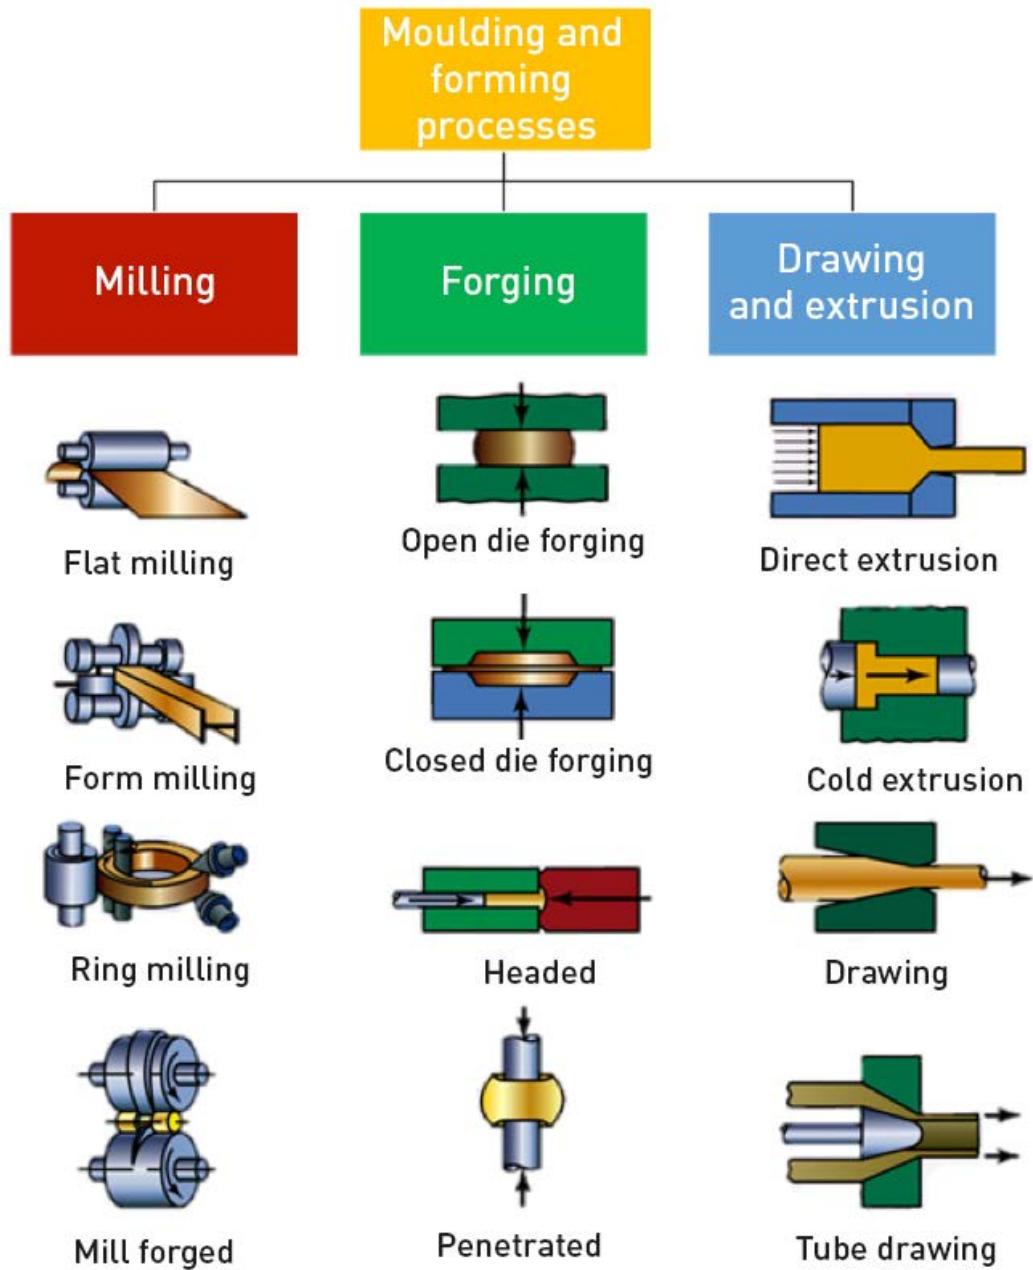 Moulding and
forming
processes
Milling
Forging
Drawing
and extrusion
Flat milling
Open die forging
Direct extrusion
Form milling
Closed die forging
Cold extrusion
Ring milling
Headed
Drawing
Mill forged
Penetrated
Tube drawing